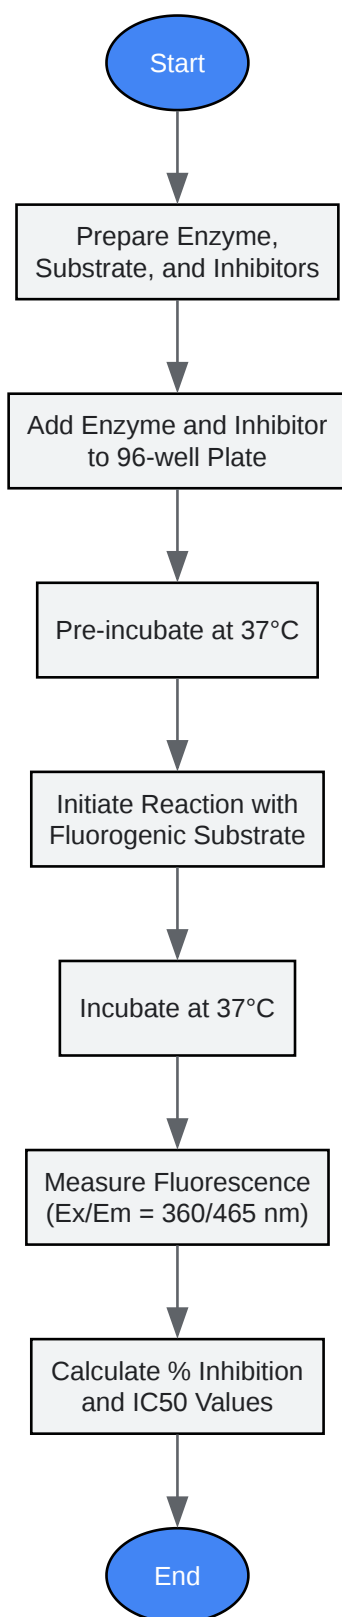 Start
Prepare Enzyme,
Substrate, and Inhibitors
Add Enzyme and Inhibitor
to 96-well Plate
Pre-incubate at 37°C
Initiate Reaction with
Fluorogenic Substrate
Incubate at 37°C
Measure Fluorescence
(Ex/Em = 360/465 nm)
Calculate % Inhibition
and IC50 Values
End